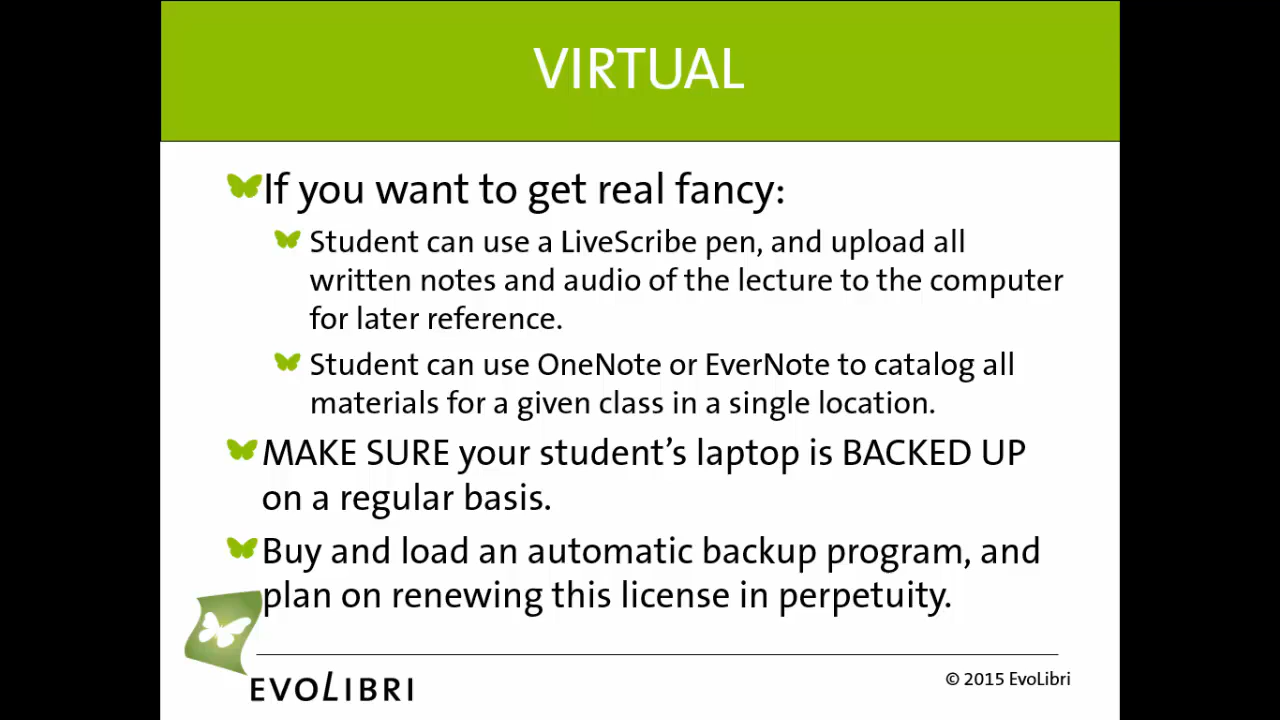 VIRTUAL
If you want to get real fancy:
Student can use a LiveScribe pen, and upload all
written notes and audio of the lecture to the computer
for later reference.
Student can use OneNote or EverNote to catalog all
materials for a given class in a single location.
MAKE SURE your student’s laptop is BACKED UP
on a regular basis.
Buy and load an automatic backup program, and
plan on renewing this license in perpetuity.
EVOLIBRI
© 2015 EvoLibri